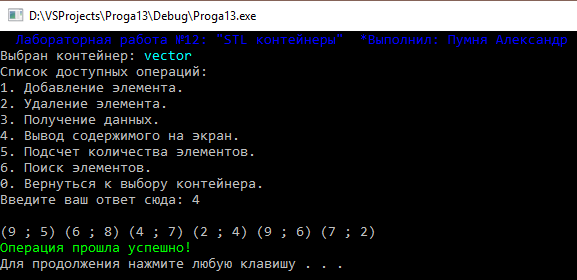 D:\VSProjects\Proga13\Debug\Proga13.exe
Лабораторная работа №12: "STL контейнеры" *Выполнил: Пумня Александр
Выбран контейнер: vector
Список доступных операций:
1. Добавление элемента.
2. Удаление элемента.
3. Получение данных.
4. Вывод содержимого на экран.
5. Подсчет количества элементов.
6. Поиск элементов.
0. Вернуться к выбору контейнера.
Введите ваш ответ сюда: 4
(9 ; 5) (6 ; 8) (4 ; 7) (2 ; 4) (9 ; 6) (7 ; 2)
Операция прошла успешно!
Для продолжения нажмите любую клавишу . . .